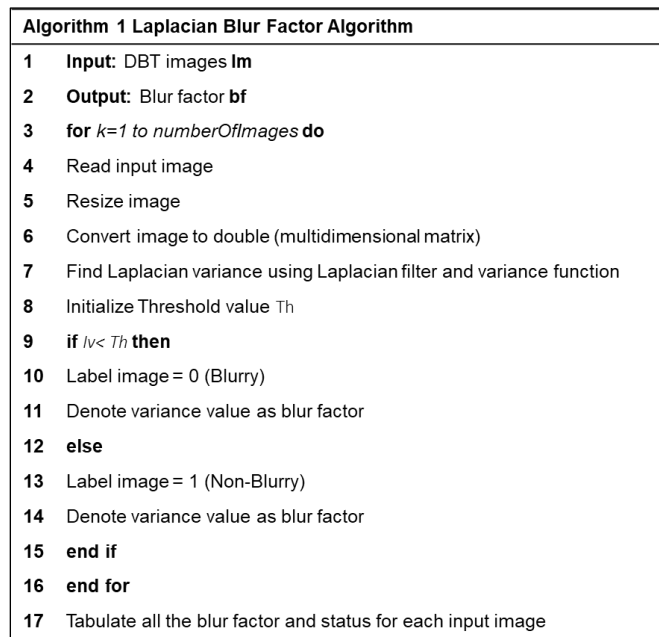 Algorithm 1 Laplacian Blur Factor Algorithm
1 Input: DBT images Im
2 Output: Blur factor bf
3 for k=1 to numberOfImages do
4 Read input image
5 Resize image
6 Convert image to double (multidimensional matrix)
7 Find Laplacian variance using Laplacian filter and variance function
8 Initialize Threshold value Th
9 if lv< Th then
10 Label image = 0 (Blurry)
11 Denote variance value as blur factor
12 else
13 Label image = 1 (Non-Blurry)
14 Denote variance value as blur factor
15 end if
16 end for
17 Tabulate all the blur factor and status for each input image